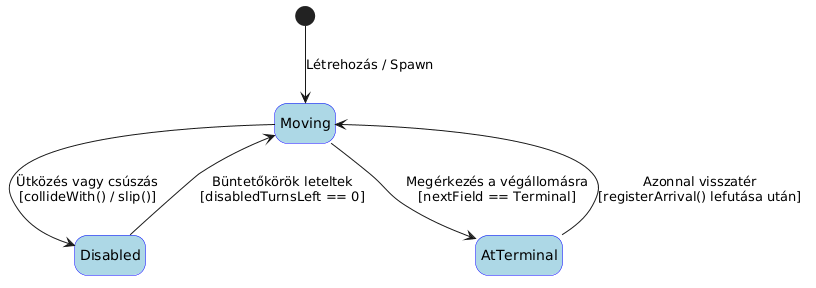 Létrehozás / Spawn
Moving
Ütközés vagy csúszás
[collideWith() / slip()]
Büntetőkörök leteltek
[disabledTurnsLeft == 0]
Megérkezés a végállomásra
[nextField == Terminal]
Azonnal visszatér
[registerArrival() lefutása után]
Disabled
AtTerminal